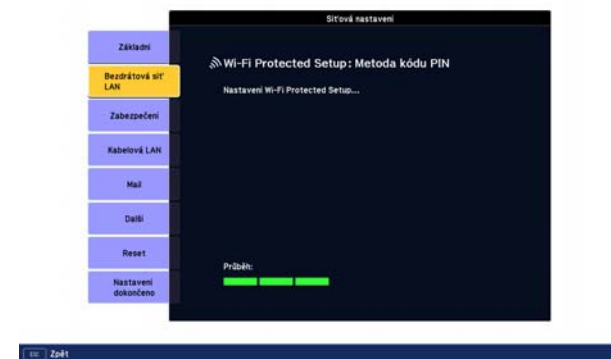 Síťová nastavení
Základní
Bezdrátová síť
LAN
Zabezpečení
Kabelová LAN
Mail
Další
Reset
Nastavení
dokončeno
Wi-Fi Protected Setup: Metoda kódu PIN
Nastavení Wi-Fi Protected Setup...
Průběh:
Esc Zpět